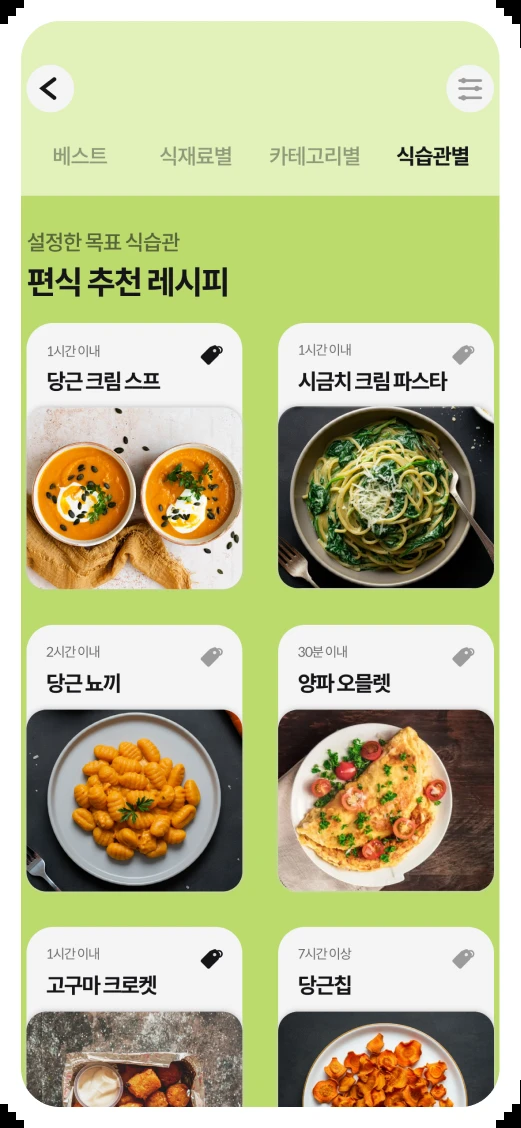 베스트 식재료별 카테고리별 식습관별
설정한 목표 식습관
편식 추천 레시피
1시간 이내
당근 크림 스프
1시간 이내
시금치 크림 파스타
2시간 이내
당근 뇨끼
30분 이내
양파 오믈렛
1시간 이내
고구마 크로켓
7시간 이상
당근칩